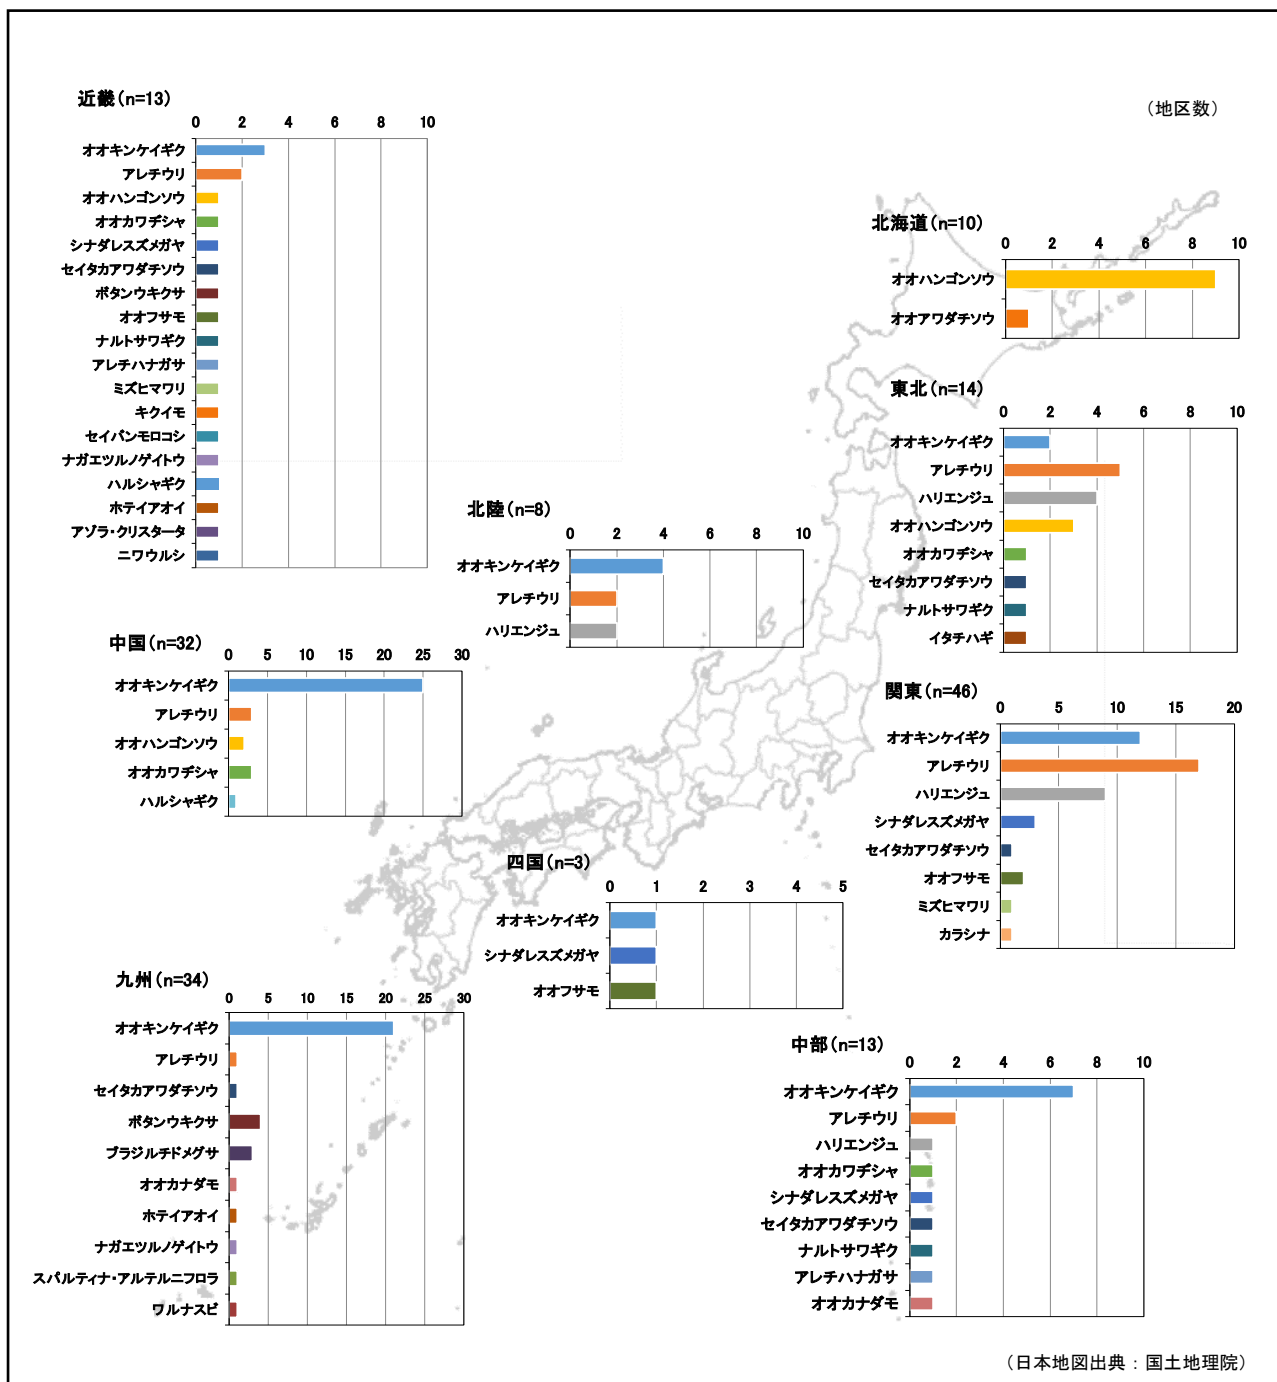 近畿(n=13)
0 2 4 6 8 10
オオキンケイギク
アレチウリ
オオハンゴンソウ
オオカワヂシャ
シナダレスズメガヤ
セイタカアワダチソウ
ボタンウキクサ
オオフサモ
ナルトサワギク
アレチハナガサ
ミズヒマワリ
キクイモ
セイバンモロコシ
ナガエツルノゲイトウ
ハルシャギク
ホテイアオイ
アゾラ・クリスタータ
ニワウルシ
(地区数)
北海道(n=10)
0 2 4 6 8 10
オオハンゴンソウ
オオアワダチソウ
東北(n=14)
0 2 4 6 8 10
オオキンケイギク
アレチウリ
ハリエンジュ
オオハンゴンソウ
オオカワヂシャ
セイタカアワダチソウ
ナルトサワギク
イタチハギ
北陸(n=8)
0 2 4 6 8 10
オオキンケイギク
アレチウリ
ハリエンジュ
中国(n=32)
0 5 10 15 20 25 30
オオキンケイギク
アレチウリ
オオハンゴンソウ
オオカワヂシャ
ハルシャギク
関東(n=46)
0 5 10 15 20
オオキンケイギク
アレチウリ
ハリエンジュ
シナダレスズメガヤ
セイタカアワダチソウ
オオフサモ
ミズヒマワリ
カラシナ
四国(n=3)
0 1 2 3 4 5
オオキンケイギク
シナダレスズメガヤ
オオフサモ
九州(n=34)
0 5 10 15 20 25 30
オオキンケイギク
アレチウリ
セイタカアワダチソウ
ボタンウキクサ
ブラジルチドメグサ
オオカナダモ
ホテイアオイ
ナガエツルノゲイトウ
スパルティナ・アルテルニフロラ
ワルナスビ
中部(n=13)
0 2 4 6 8 10
オオキンケイギク
アレチウリ
ハリエンジュ
オオカワヂシャ
シナダレスズメガヤ
セイタカアワダチソウ
ナルトサワギク
アレチハナガサ
オオカナダモ
(日本地図出典:国土地理院)